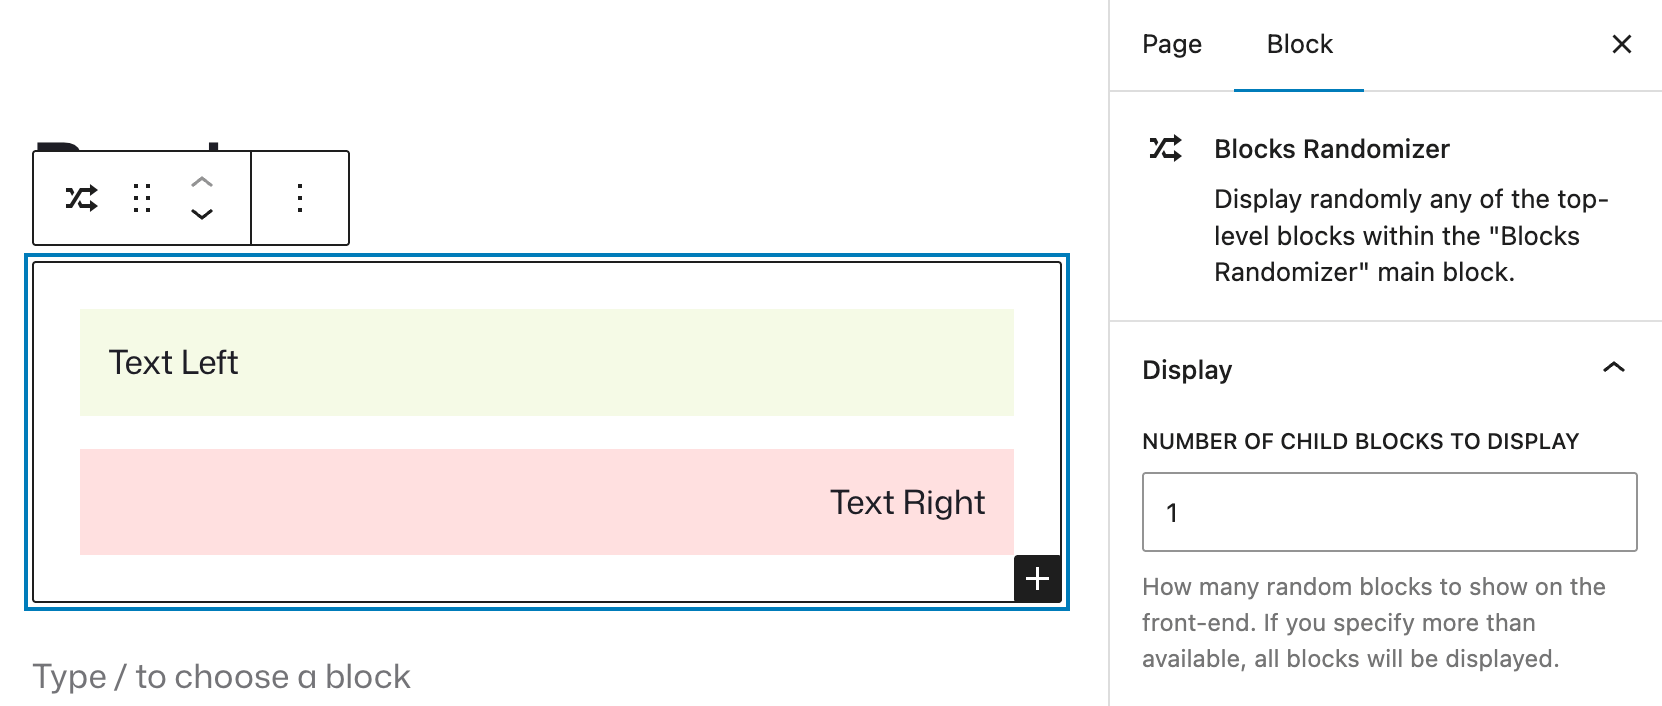 Page Block
Blocks Randomizer
Display randomly any of the top-
level blocks within the "Blocks
Randomizer" main block.
Text Left
Text Right
Type / to choose a block
Display
NUMBER OF CHILD BLOCKS TO DISPLAY
1
How many random blocks to show on the
front-end. If you specify more than
available, all blocks will be displayed.